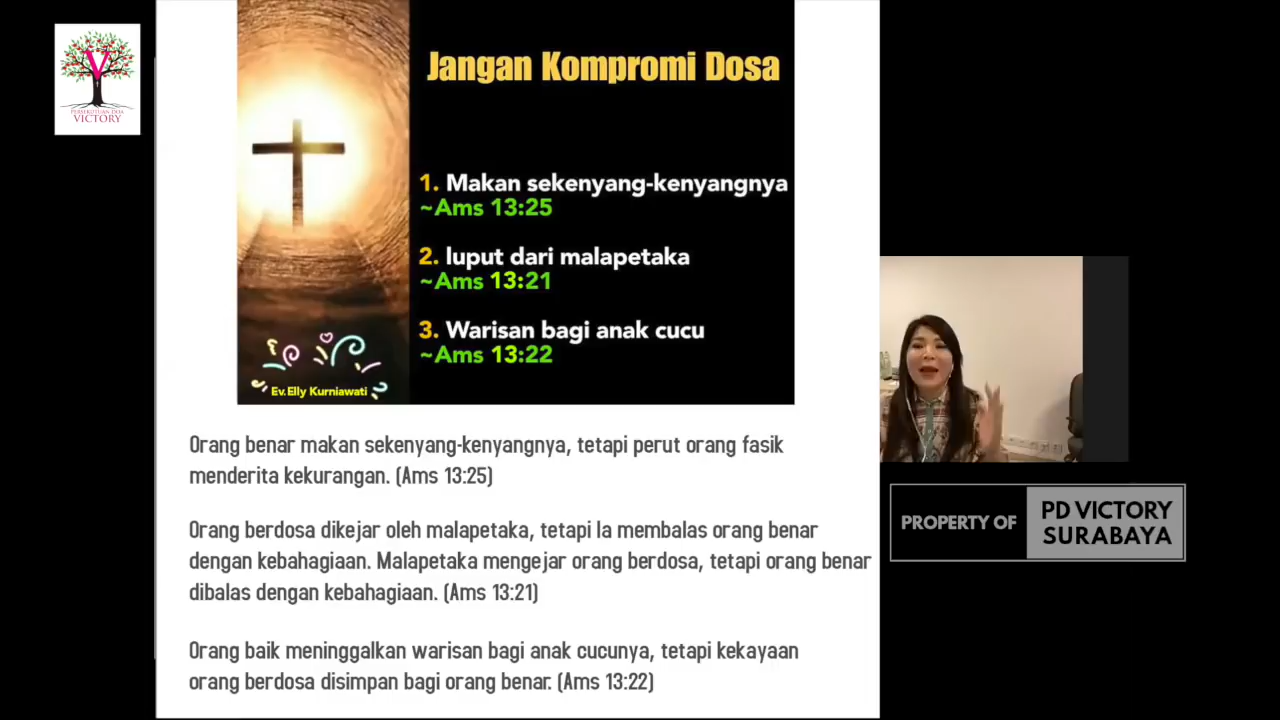 V
PERSEKUTUAN DOA
VICTORY
Jangan Kompromi Dosa
1. Makan sekenyang-kenyangnya
~Ams 13:25
2. luput dari malapetaka
~Ams 13:21
3. Warisan bagi anak cucu
~Ams 13:22
Ev.Elly Kurniawati
Orang benar makan sekenyang-kenyangnya, tetapi perut orang fasik
menderita kekurangan. (Ams 13:25)
Orang berdosa dikejar oleh malapetaka, tetapi Ia membalas orang benar
dengan kebahagiaan. Malapetaka mengejar orang berdosa, tetapi orang benar
dibalas dengan kebahagiaan. (Ams 13:21)
Orang baik meninggalkan warisan bagi anak cucunya, tetapi kekayaan
orang berdosa disimpan bagi orang benar. (Ams 13:22)
PROPERTY OF
PD VICTORY
SURABAYA